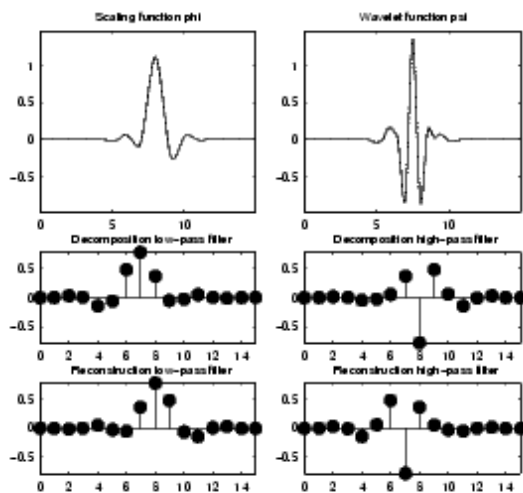 Scaling function phi
Wavelet function psi
1
0.5
0
−0.5
0 5 10
1
0.5
0
−0.5
0 5 10
Decomposition low−pass filter
Decomposition high−pass filter
0.5
0
−0.5
0 2 4 6 8 10 12 14
0.5
0
−0.5
0 2 4 6 8 10 12 14
Reconstruction low−pass filter
Reconstruction high−pass filter
0.5
0
−0.5
0 2 4 6 8 10 12 14
0.5
0
−0.5
0 2 4 6 8 10 12 14